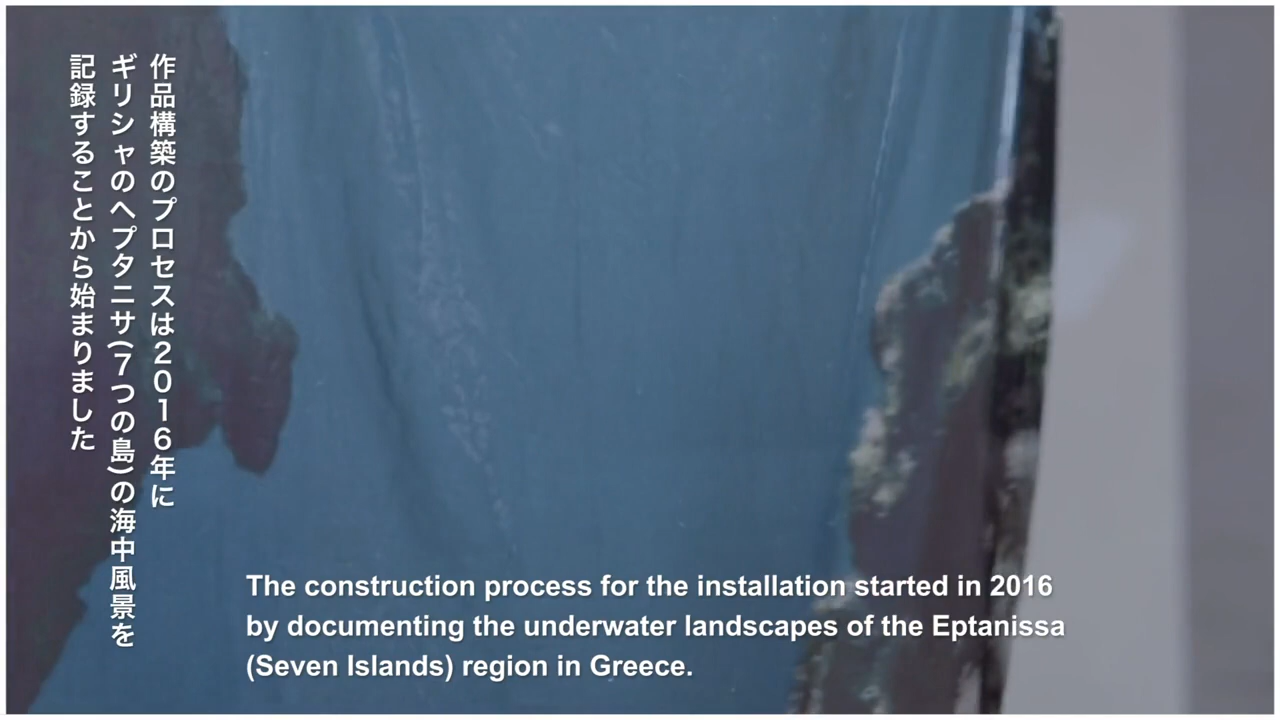 作品構築のプロセスは２０１６年に
ギリシャのヘプタニサ(７つの島)の海中風景を
記録することから始まりました
The construction process for the installation started in 2016
by documenting the underwater landscapes of the Eptanissa
(Seven Islands) region in Greece.